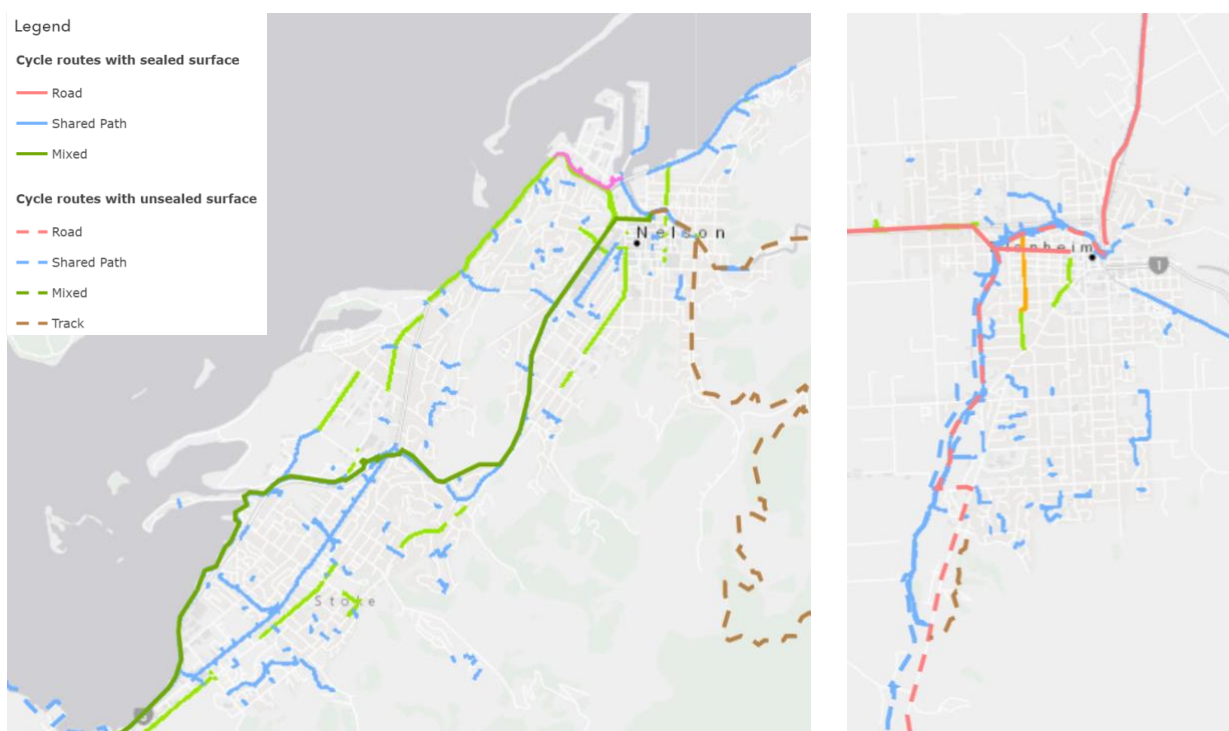 Legend
Cycle routes with sealed surface
Road
Shared Path
Mixed
Cycle routes with unsealed surface
Road
Shared Path
Mixed
Track
Nelson
Stoke
1